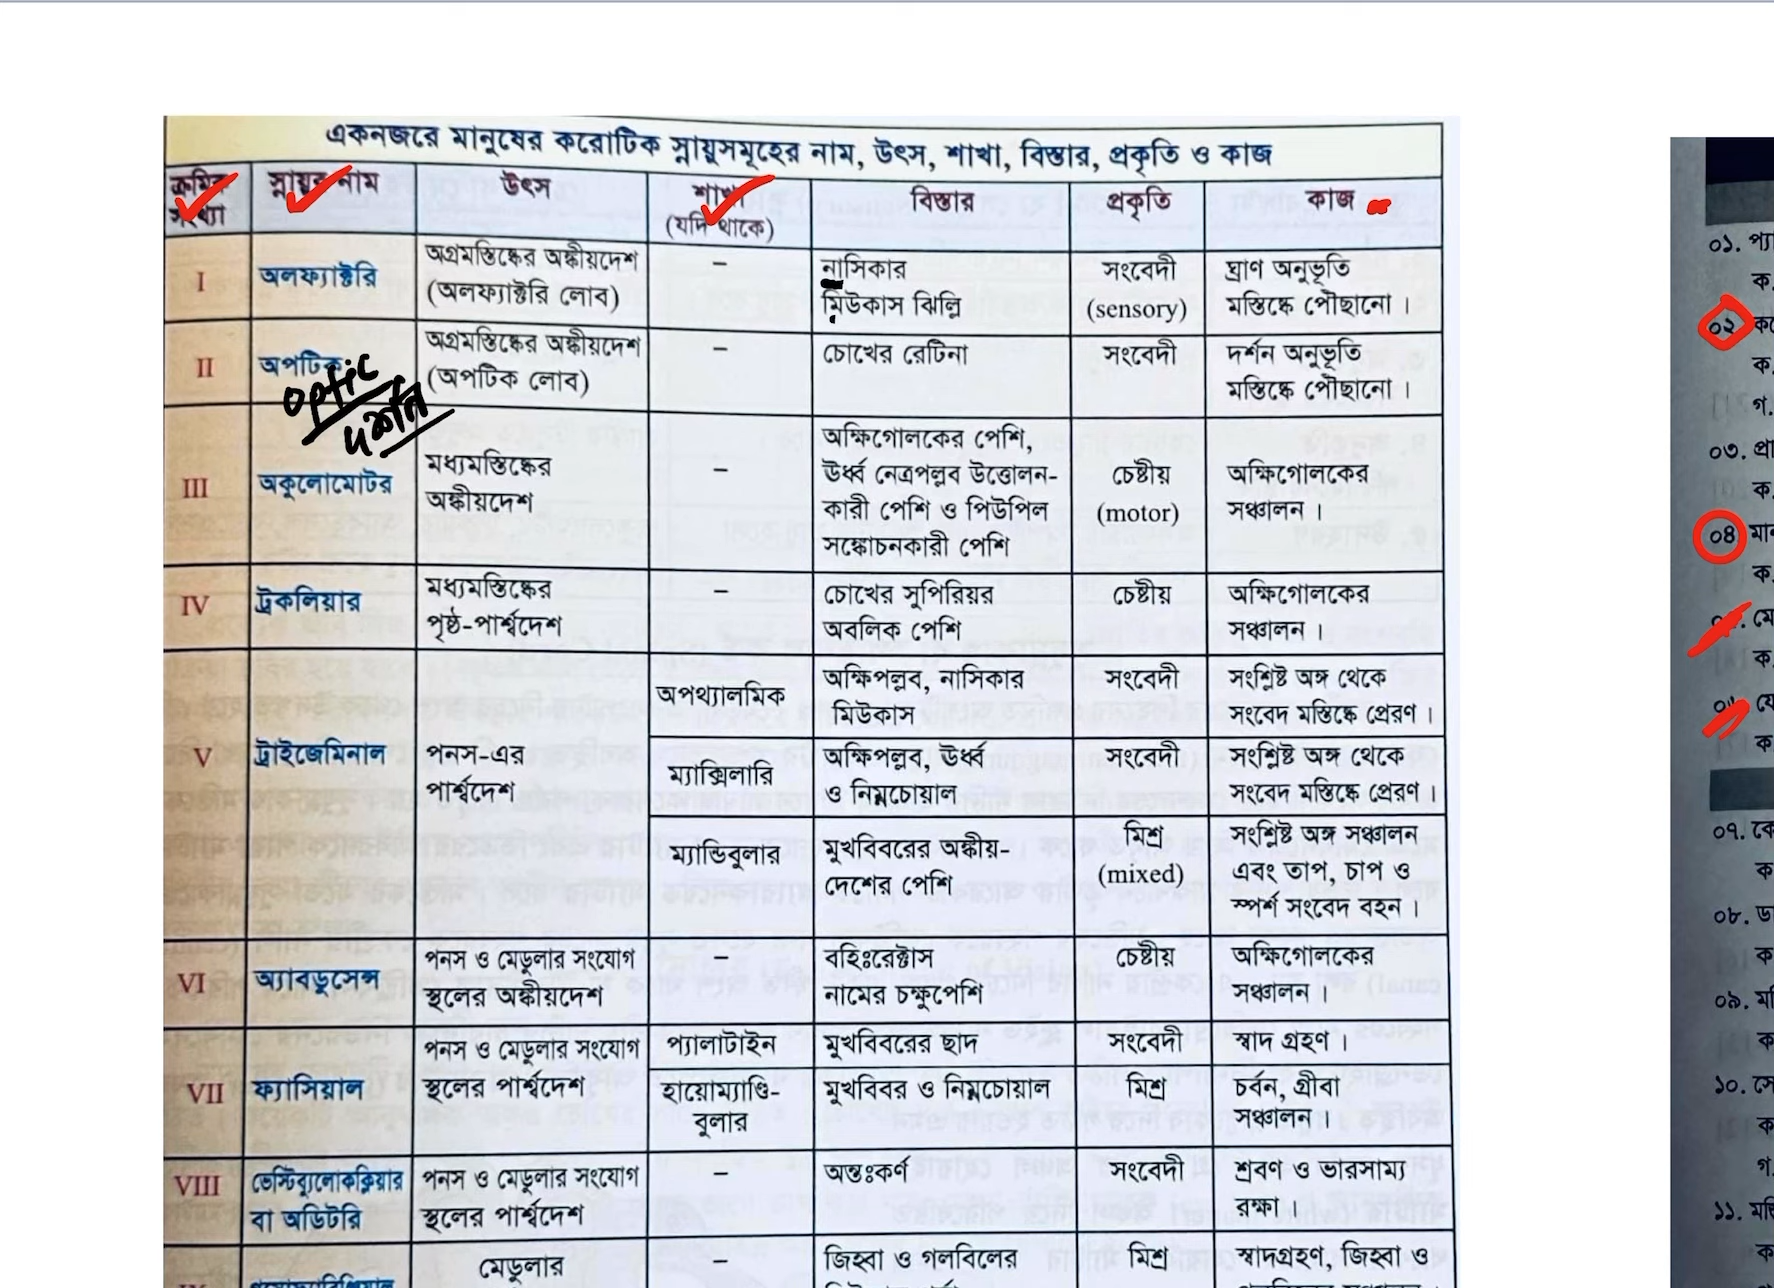 একনজরে মানুষের করোটিক স্নায়ুসমূহের নাম, উৎস, শাখা, বিস্তার, প্রকৃতি ও কাজ
ক্রমিক সংখ্যা স্নায়ুর নাম উৎস শাখা (যদি থাকে) বিস্তার প্রকৃতি কাজ
I অলফ্যাক্টরি অগ্রমস্তিষ্কের অঙ্কীয়দেশ – নাসিকার সংবেদী ঘ্রাণ অনুভূতি
(অলফ্যাক্টরি লোব) মিউকাস ঝিল্লি (sensory) মস্তিষ্কে পৌছানো।
II অপটিক অগ্রমস্তিষ্কের অঙ্কীয়দেশ – চোখের রেটিনা সংবেদী দর্শন অনুভূতি
(অপটিক লোব) মস্তিষ্কে পৌছানো।
optic
দর্শন
অক্ষিগোলকের পেশি,
III অকুলোমোটর মধ্যমস্তিষ্কের – ঊর্ধ্ব নেত্রপল্লব উত্তোলন- চেষ্টীয় অক্ষিগোলকের
অঙ্কীয়দেশ কারী পেশি ও পিউপিল (motor) সঞ্চালন।
সঙ্কোচনকারী পেশি
IV ট্রকলিয়ার মধ্যমস্তিষ্কের – চোখের সুপিরিয়র চেষ্টীয় অক্ষিগোলকের
পৃষ্ঠ-পার্শ্বদেশ অবলিক পেশি সঞ্চালন।
অপথ্যালমিক অক্ষিপল্লব, নাসিকার সংবেদী সংশ্লিষ্ট অঙ্গ থেকে
মিউকাস সংবেদ মস্তিষ্কে প্রেরণ।
V ট্রাইজেমিনাল পনস-এর ম্যাক্সিলারি অক্ষিপল্লব, ঊর্ধ্ব সংবেদী সংশ্লিষ্ট অঙ্গ থেকে
পার্শ্বদেশ ও নিম্নচোয়াল সংবেদ মস্তিষ্কে প্রেরণ।
ম্যান্ডিবুলার মুখবিবরের অঙ্কীয়- মিশ্র সংশ্লিষ্ট অঙ্গ সঞ্চালন
দেশের পেশি (mixed) এবং তাপ, চাপ ও
স্পর্শ সংবেদ বহন।
VI অ্যাবডুসেন্স পনস ও মেডুলার সংযোগ – বহিঃরেক্টাস চেষ্টীয় অক্ষিগোলকের
স্থলের অঙ্কীয়দেশ নামের চক্ষুপেশি সঞ্চালন।
পনস ও মেডুলার সংযোগ প্যালাটাইন মুখবিবরের ছাদ সংবেদী স্বাদ গ্রহণ।
VII ফ্যাসিয়াল স্থলের পার্শ্বদেশ হায়োম্যাণ্ডি- মুখবিবর ও নিম্নচোয়াল মিশ্র চর্বন, গ্রীবা
বুলার সঞ্চালন।
VIII ভেস্টিব্যুলোকক্লিয়ার পনস ও মেডুলার সংযোগ – অন্তঃকর্ণ সংবেদী শ্রবণ ও ভারসাম্য
বা অডিটরি স্থলের পার্শ্বদেশ রক্ষা।
মেডুলার – জিহ্বা ও গলবিলের মিশ্র স্বাদগ্রহণ, জিহ্বা ও
০১.
ক.
০২
ক.
গ.
০৩.
ক.
০৪
ক.
ক.
ক.
০৭.
ক
০৮.
ক
০৯.
ক
১০.
ক
গ.
১১.
ক